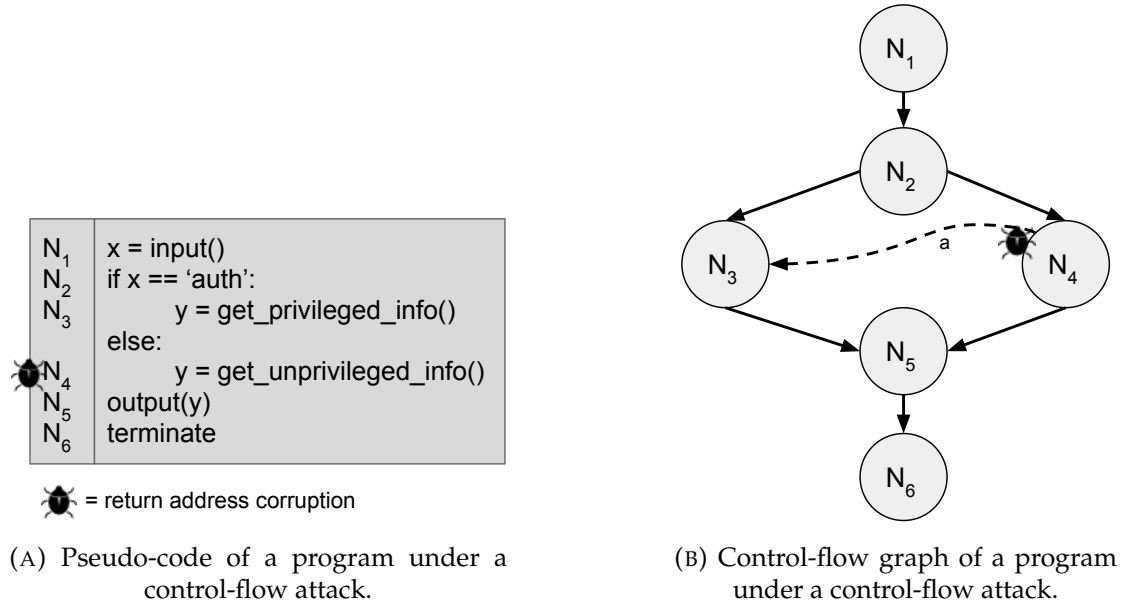 N1 x = input()
N2 if x == ‘auth’:
N3 y = get_privileged_info()
else:
N4 y = get_unprivileged_info()
N5 output(y)
N6 terminate
= return address corruption
(A) Pseudo-code of a program under a
control-flow attack.
N1
N2
a
N3
N4
N5
N6
(B) Control-flow graph of a program
under a control-flow attack.